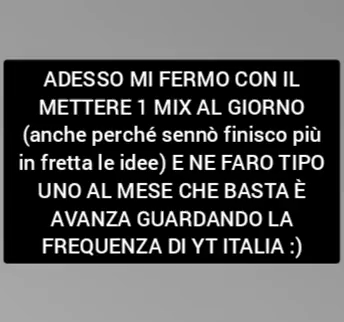 ADESSO MI FERMO CON IL
METTERE 1 MIX AL GIORNO
(anche perché sennò finisco più
in fretta le idee) E NE FARO TIPO
UNO AL MESE CHE BASTA È
AVANZA GUARDANDO LA
FREQUENZA DI YT ITALIA :)